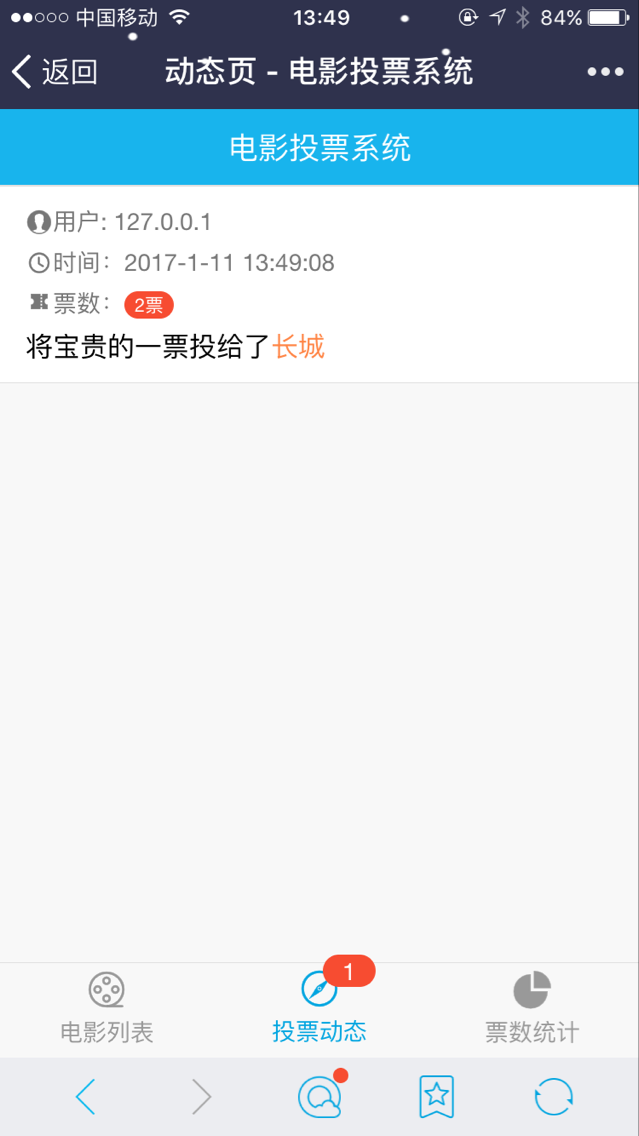 中国移动 13:49 84%
返回 动态页 - 电影投票系统
电影投票系统
用户: 127.0.0.1
时间: 2017-1-11 13:49:08
票数: 2票
将宝贵的一票投给了长城
1
电影列表 投票动态 票数统计